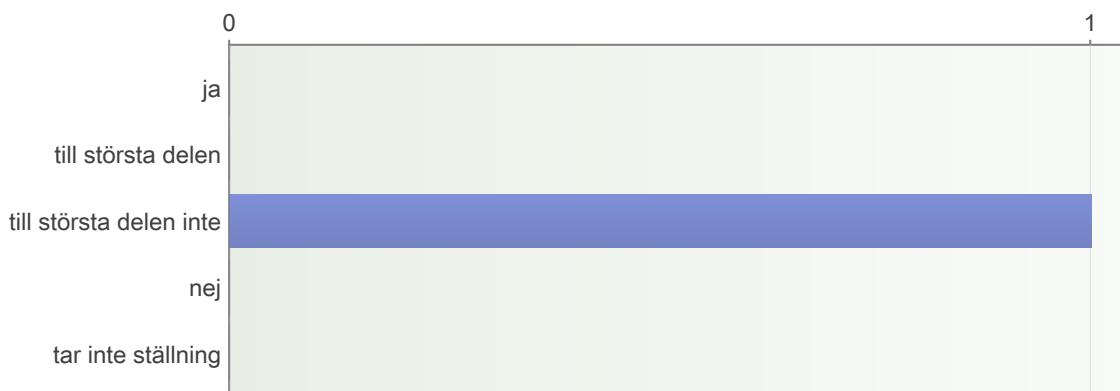 0 1
ja
till största delen
till största delen inte
nej
tar inte ställning